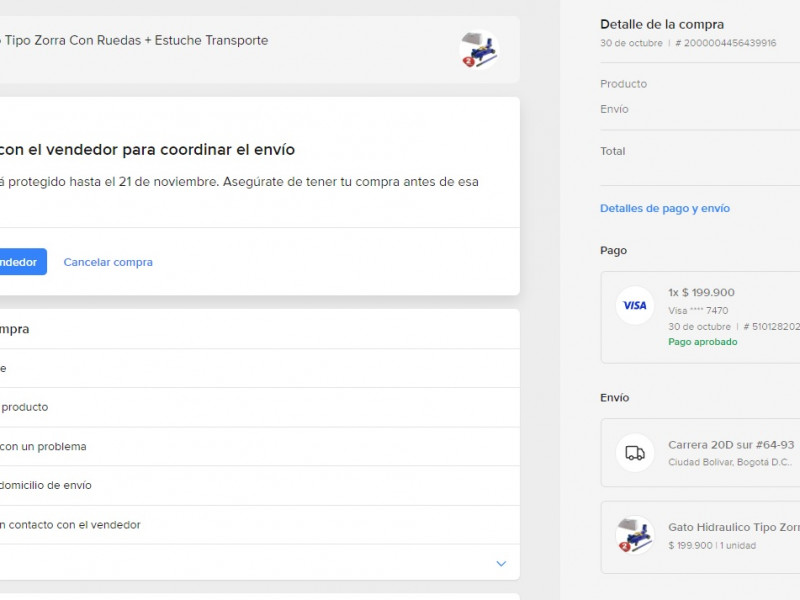 Tipo Zorra Con Ruedas + Estuche Transporte
con el vendedor para coordinar el envío
protegido hasta el 21 de noviembre. Asegúrate de tener tu compra antes de esa
Cancelar compra
producto
con un problema
domicilio de envío
contacto con el vendedor
Detalle de la compra
30 de octubre | # 2000004456439916
Producto
Envío
Total
Detalles de pago y envío
Pago
VISA
1x $ 199.900
Visa **** 7470
30 de octubre | # 510128202
Pago aprobado
Envío
Carrera 20D sur #64-93
Ciudad Bolivar, Bogotá D.C..
Gato Hidraulico Tipo Zorr
$ 199.900 | 1 unidad